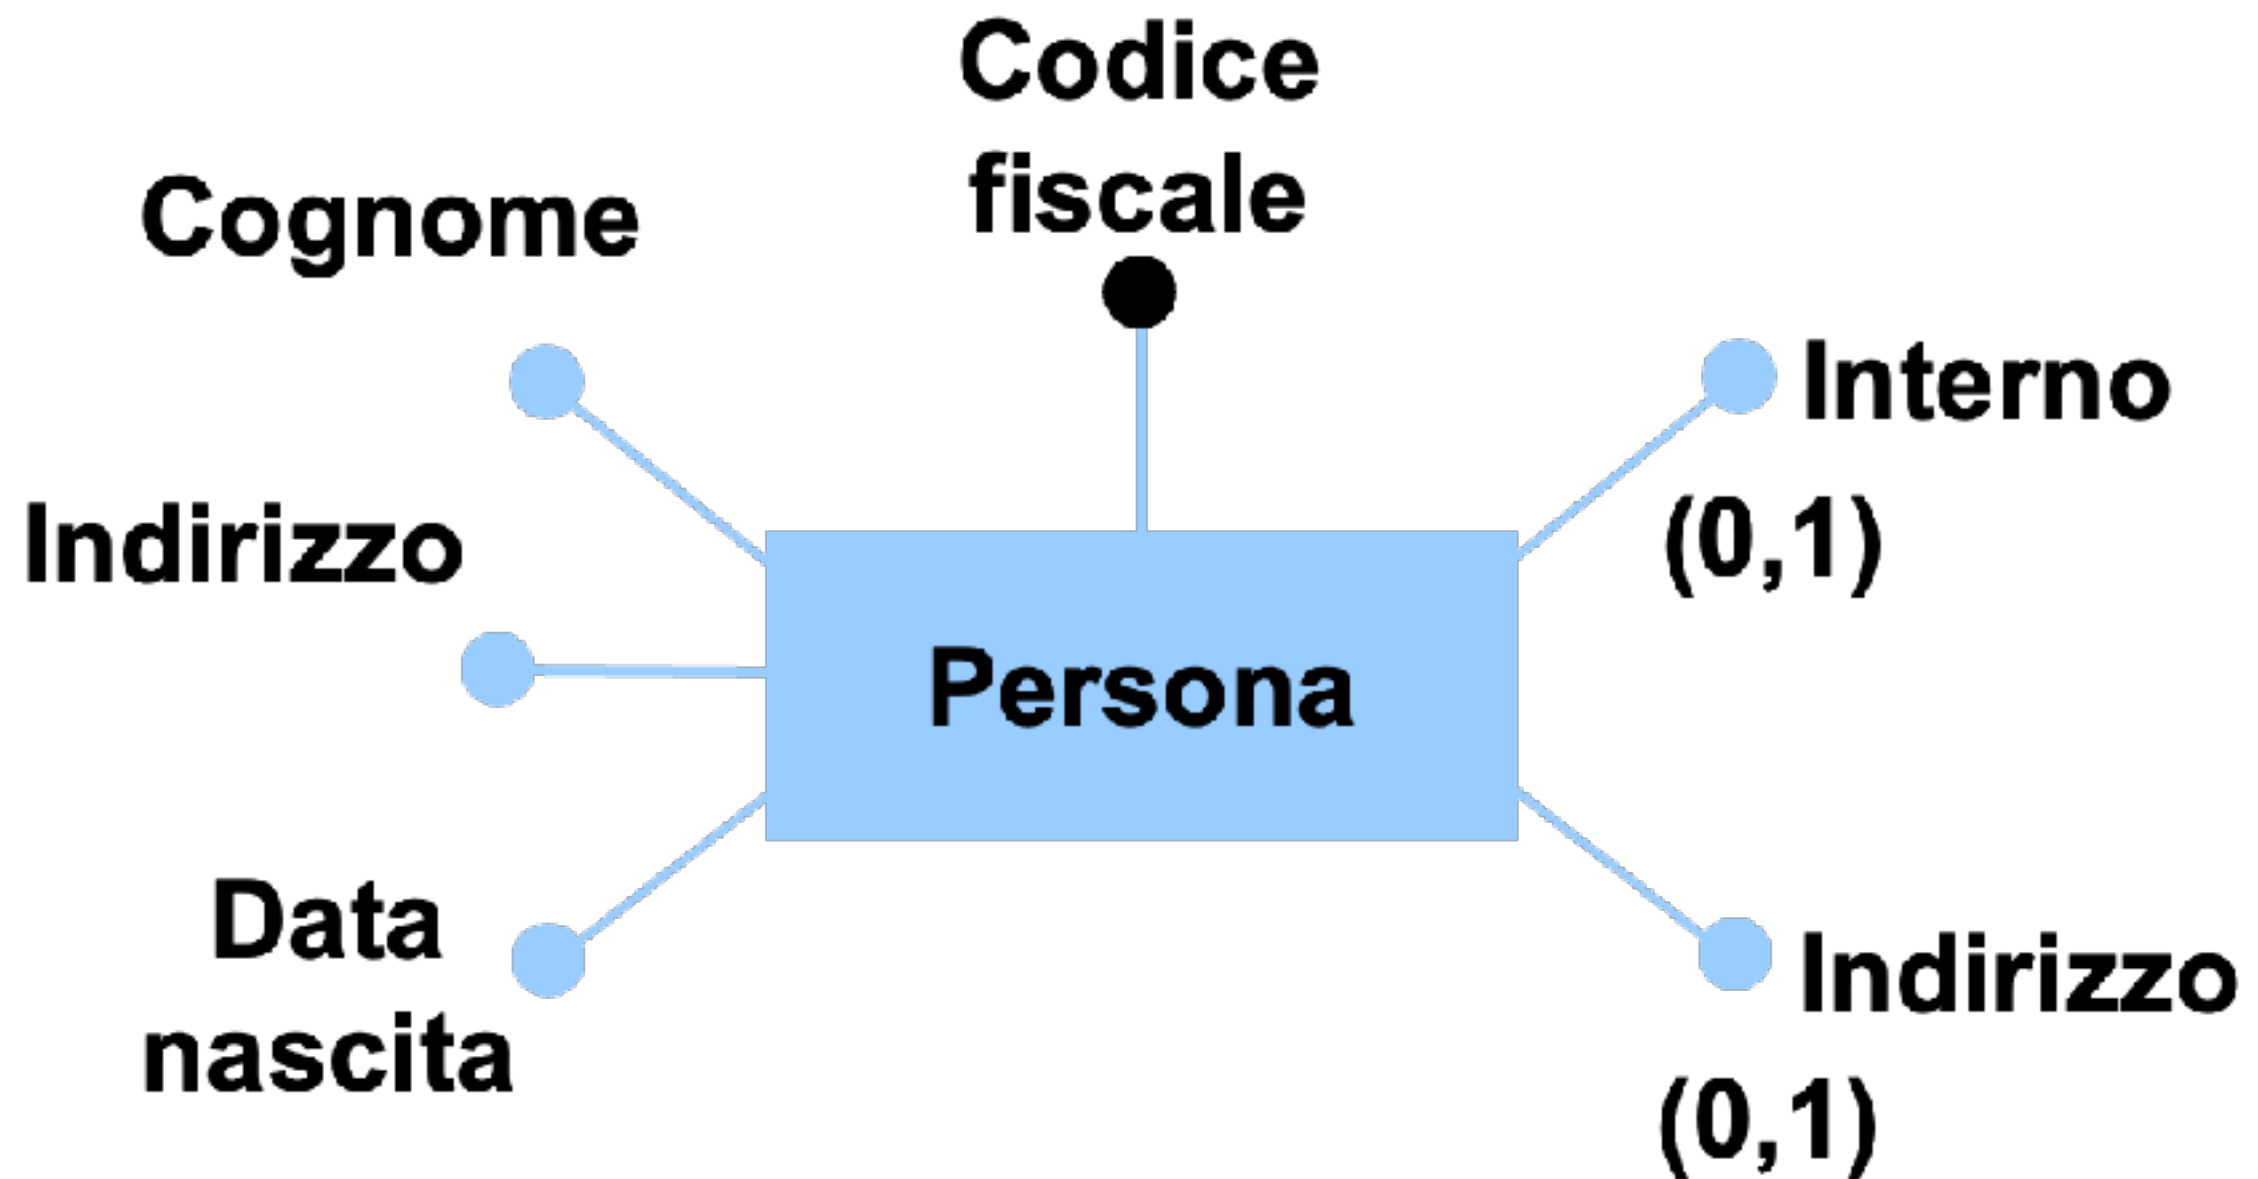 Codice
fiscale
Cognome
Interno
(0,1)
Indirizzo
Persona
Data
nascita
Indirizzo
(0,1)